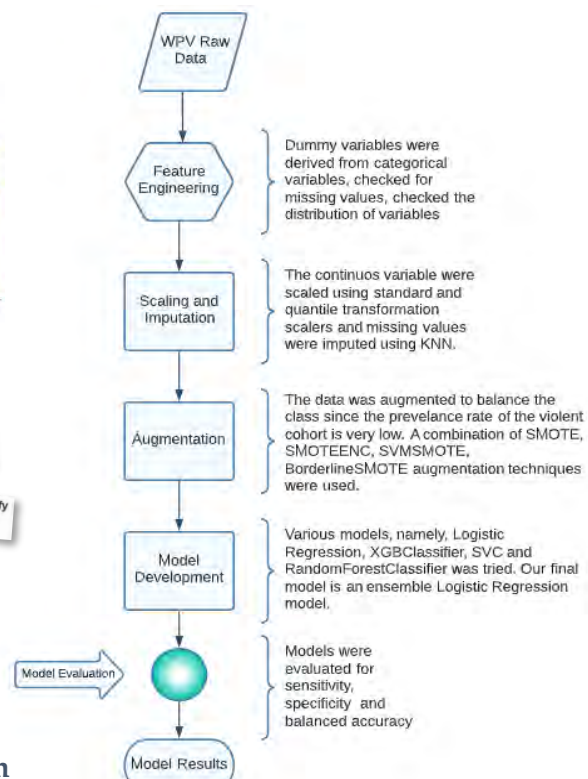 WPV Raw
Data
Feature
Engineering
Dummy variables were
derived from categorical
variables, checked for
missing values, checked the
distribution of variables
Scaling and
Imputation
The continuos variable were
scaled using standard and
quantile transformation
scalers and missing values
were imputed using KNN.
Augmentation
The data was augmented to balance the
class since the prevelance rate of the violent
cohort is very low. A combination of SMOTE,
SMOTEENC, SVMSMOTE,
BorderlineSMOTE augmentation techniques
were used.
Model
Development
Various models, namely, Logistic
Regression, XGBClassifier, SVC and
RandomForestClassifier was tried. Our final
model is an ensemble Logistic Regression
model.
Model Evaluation
Models were
evaluated for
sensitivity,
specificity and
balanced accuracy
Model Results